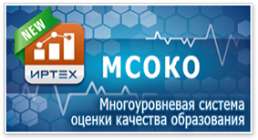 NEW
ИРТЕХ
МСОКО
Многоуровневая система
оценки качества образования